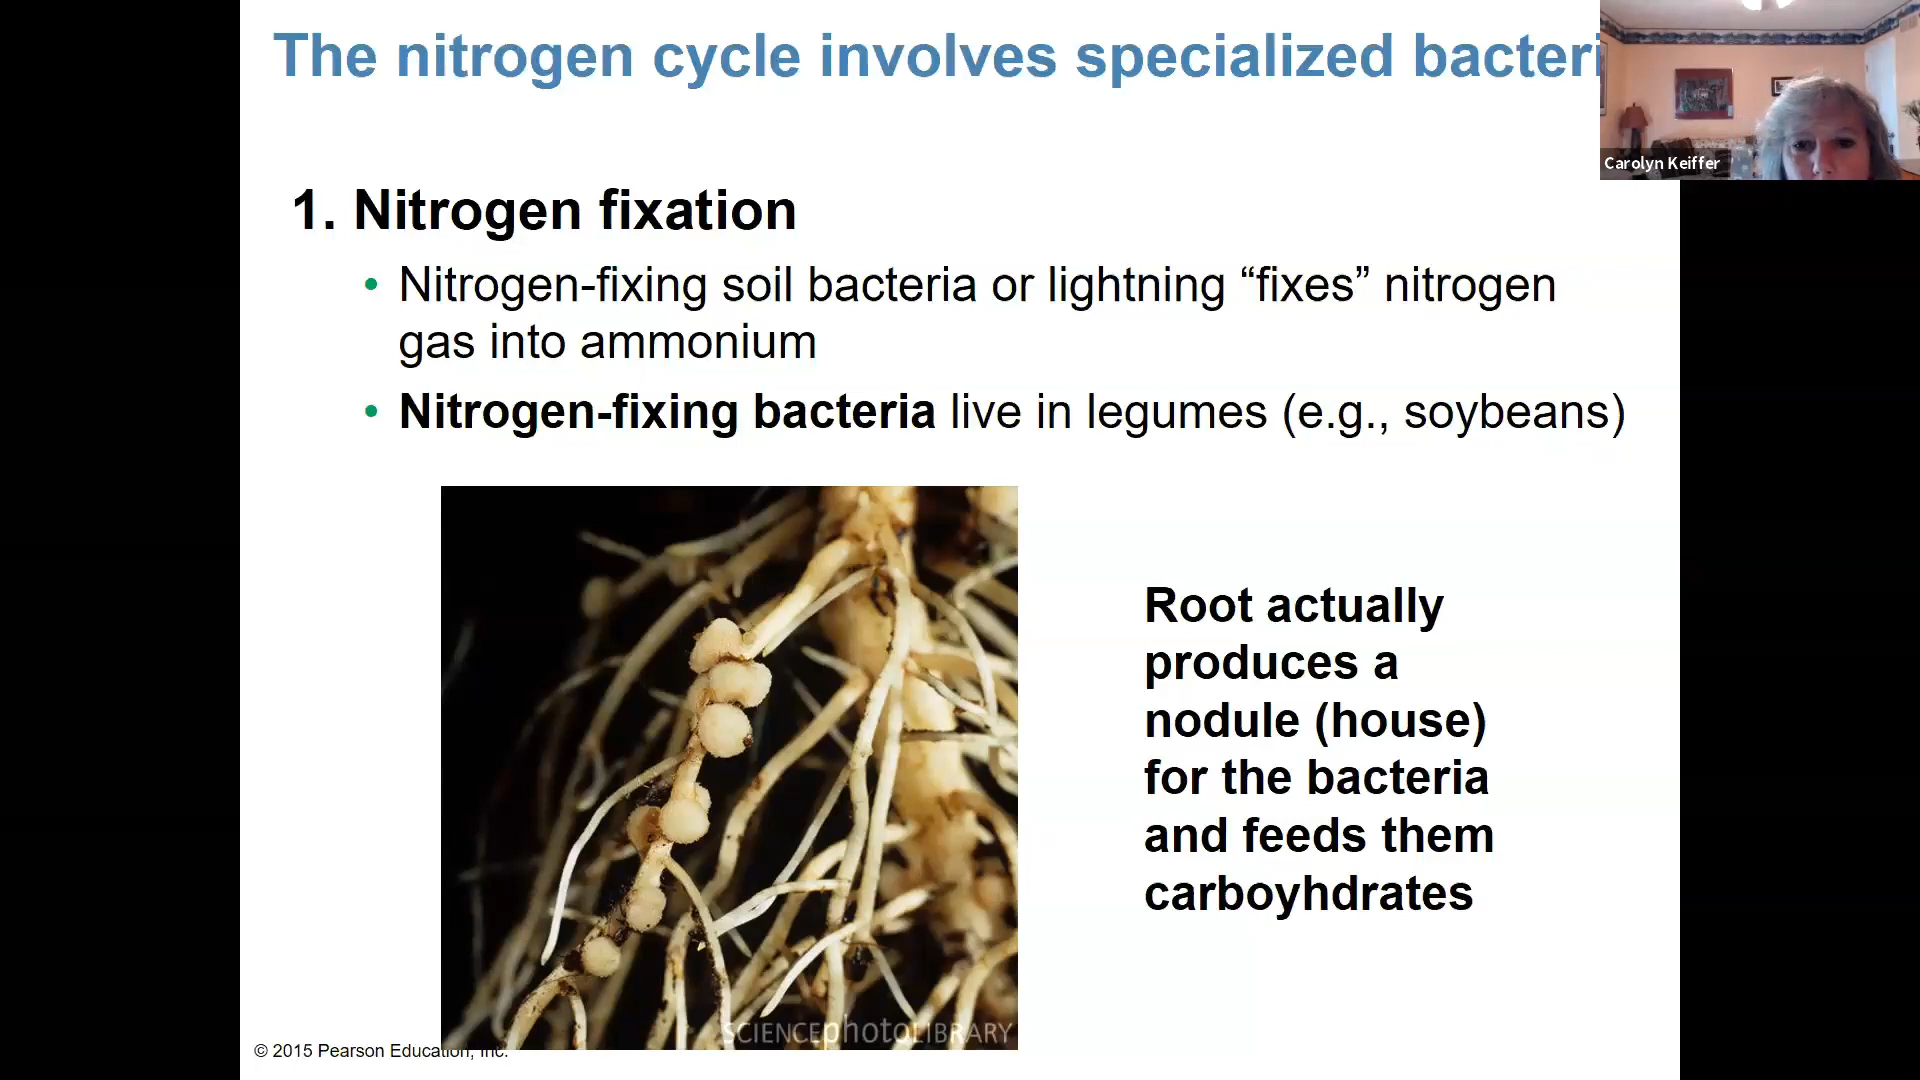 The nitrogen cycle involves specialized bacteri
Carolyn Keiffer
1. Nitrogen fixation
• Nitrogen-fixing soil bacteria or lightning “fixes” nitrogen
gas into ammonium
• Nitrogen-fixing bacteria live in legumes (e.g., soybeans)
Root actually
produces a
nodule (house)
for the bacteria
and feeds them
carboyhdrates
SCIENCEphotoLIBRARY
© 2015 Pearson Education, Inc.